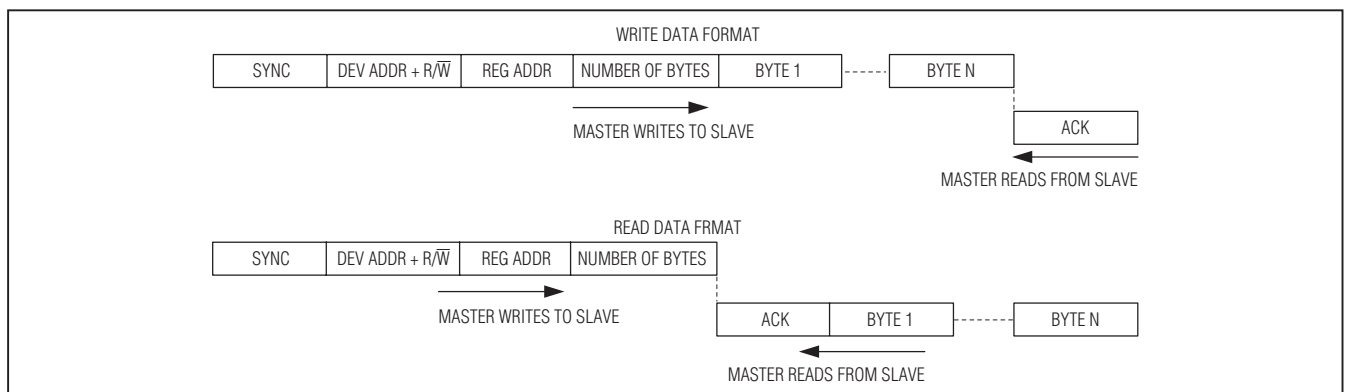 WRITE DATA FORMAT
SYNC DEV ADDR + R/W̅ REG ADDR NUMBER OF BYTES BYTE 1 BYTE N
MASTER WRITES TO SLAVE
ACK
MASTER READS FROM SLAVE
READ DATA FRMAT
SYNC DEV ADDR + R/W̅ REG ADDR NUMBER OF BYTES
MASTER WRITES TO SLAVE
ACK BYTE 1 BYTE N
MASTER READS FROM SLAVE